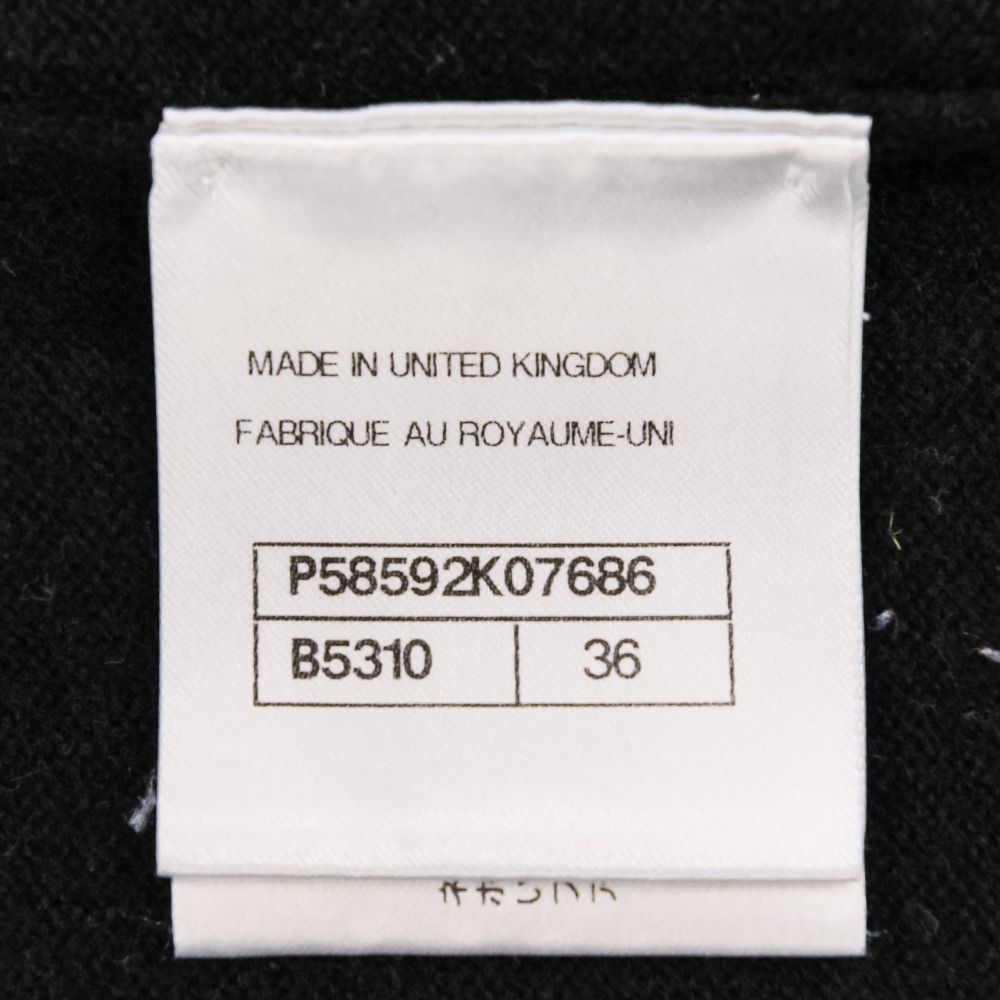 MADE IN UNITED KINGDOM
FABRIQUE AU ROYAUME-UNI
P58592K07686
B5310 36